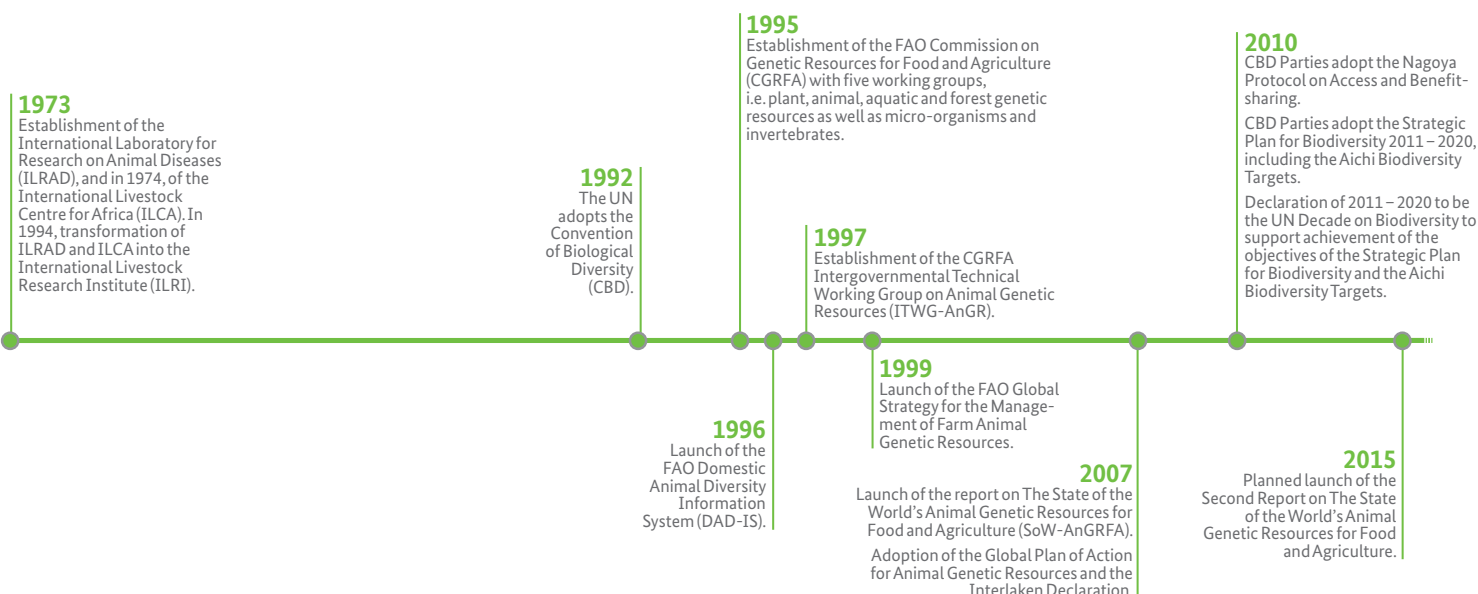 1973
Establishment of the
International Laboratory for
Research on Animal Diseases
(ILRAD), and in 1974, of the
International Livestock
Centre for Africa (ILCA). In
1994, transformation of
ILRAD and ILCA into the
International Livestock
Research Institute (ILRI).
1992
The UN
adopts the
Convention
of Biological
Diversity
(CBD).
1995
Establishment of the FAO Commission on
Genetic Resources for Food and Agriculture
(CGRFA) with five working groups,
i.e. plant, animal, aquatic and forest genetic
resources as well as micro-organisms and
invertebrates.
1996
Launch of the
FAO Domestic
Animal Diversity
Information
System (DAD-IS).
1997
Establishment of the CGRFA
Intergovernmental Technical
Working Group on Animal Genetic
Resources (ITWG-AnGR).
1999
Launch of the FAO Global
Strategy for the Manage-
ment of Farm Animal
Genetic Resources.
2007
Launch of the report on The State of the
World's Animal Genetic Resources for
Food and Agriculture (SoW-AnGRFA).
Adoption of the Global Plan of Action
for Animal Genetic Resources and the
Interlaken Declaration.
2010
CBD Parties adopt the Nagoya
Protocol on Access and Benefit-
sharing.
CBD Parties adopt the Strategic
Plan for Biodiversity 2011 – 2020,
including the Aichi Biodiversity
Targets.
Declaration of 2011 – 2020 to be
the UN Decade on Biodiversity to
support achievement of the
objectives of the Strategic Plan
for Biodiversity and the Aichi
Biodiversity Targets.
2015
Planned launch of the
Second Report on The State
of the World's Animal
Genetic Resources for Food
and Agriculture.